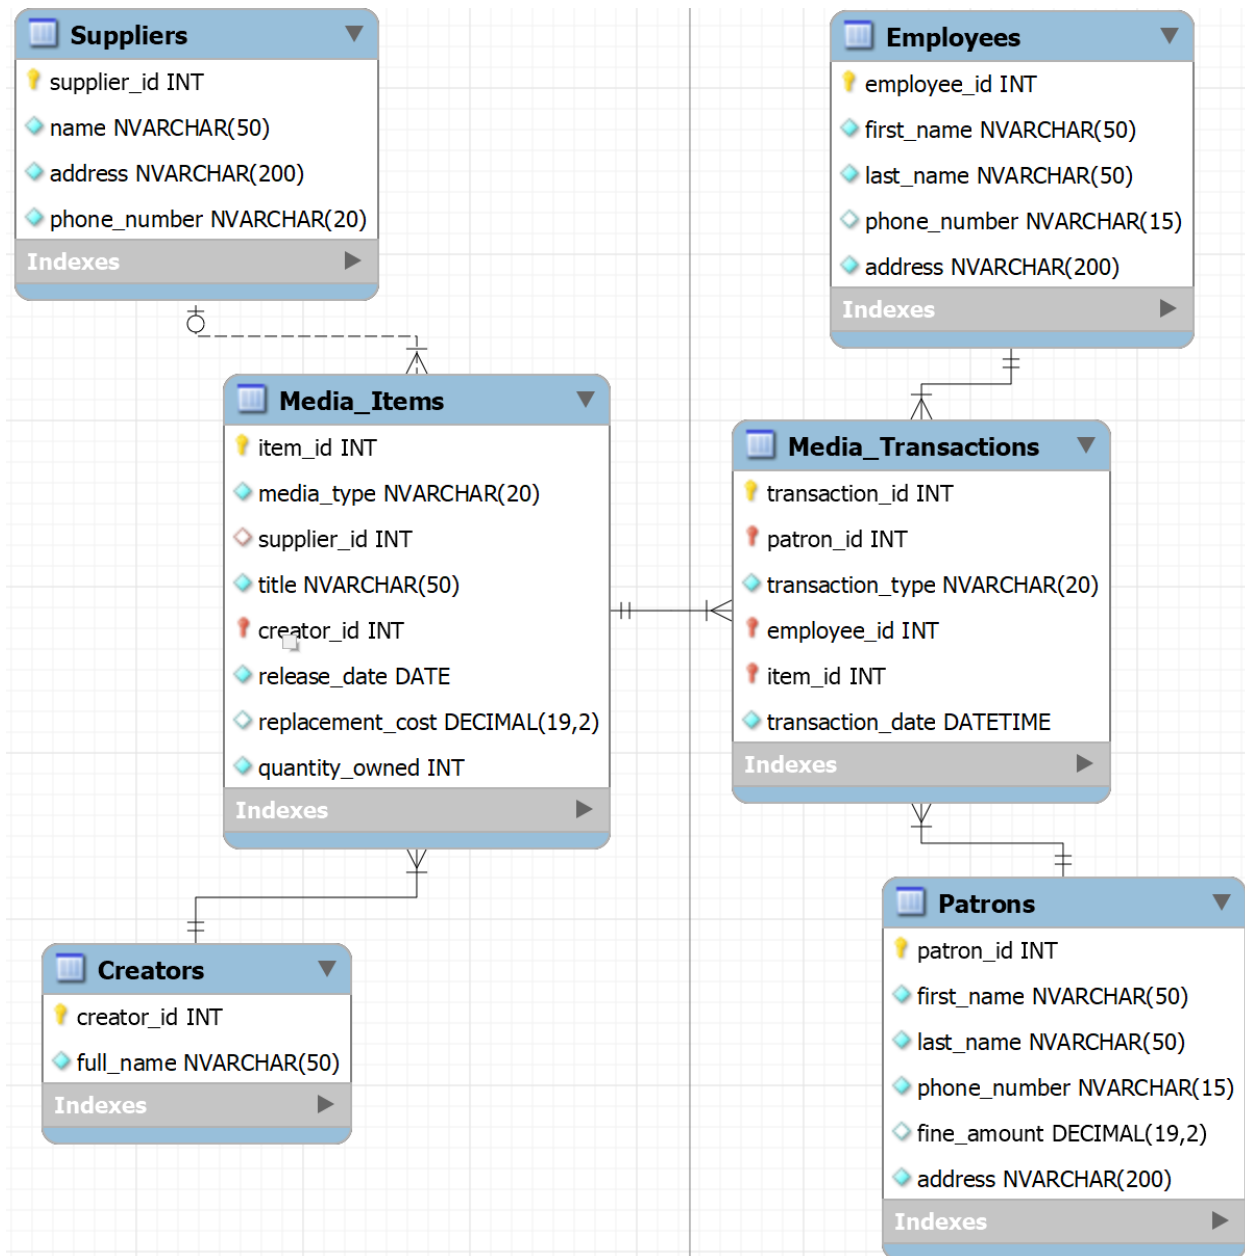 Suppliers
supplier_id INT
name NVARCHAR(50)
address NVARCHAR(200)
phone_number NVARCHAR(20)
Indexes
Employees
employee_id INT
first_name NVARCHAR(50)
last_name NVARCHAR(50)
phone_number NVARCHAR(15)
address NVARCHAR(200)
Indexes
Media_Items
item_id INT
media_type NVARCHAR(20)
supplier_id INT
title NVARCHAR(50)
creator_id INT
release_date DATE
replacement_cost DECIMAL(19,2)
quantity_owned INT
Indexes
Media_Transactions
transaction_id INT
patron_id INT
transaction_type NVARCHAR(20)
employee_id INT
item_id INT
transaction_date DATETIME
Indexes
Creators
creator_id INT
full_name NVARCHAR(50)
Indexes
Patrons
patron_id INT
first_name NVARCHAR(50)
last_name NVARCHAR(50)
phone_number NVARCHAR(15)
fine_amount DECIMAL(19,2)
address NVARCHAR(200)
Indexes